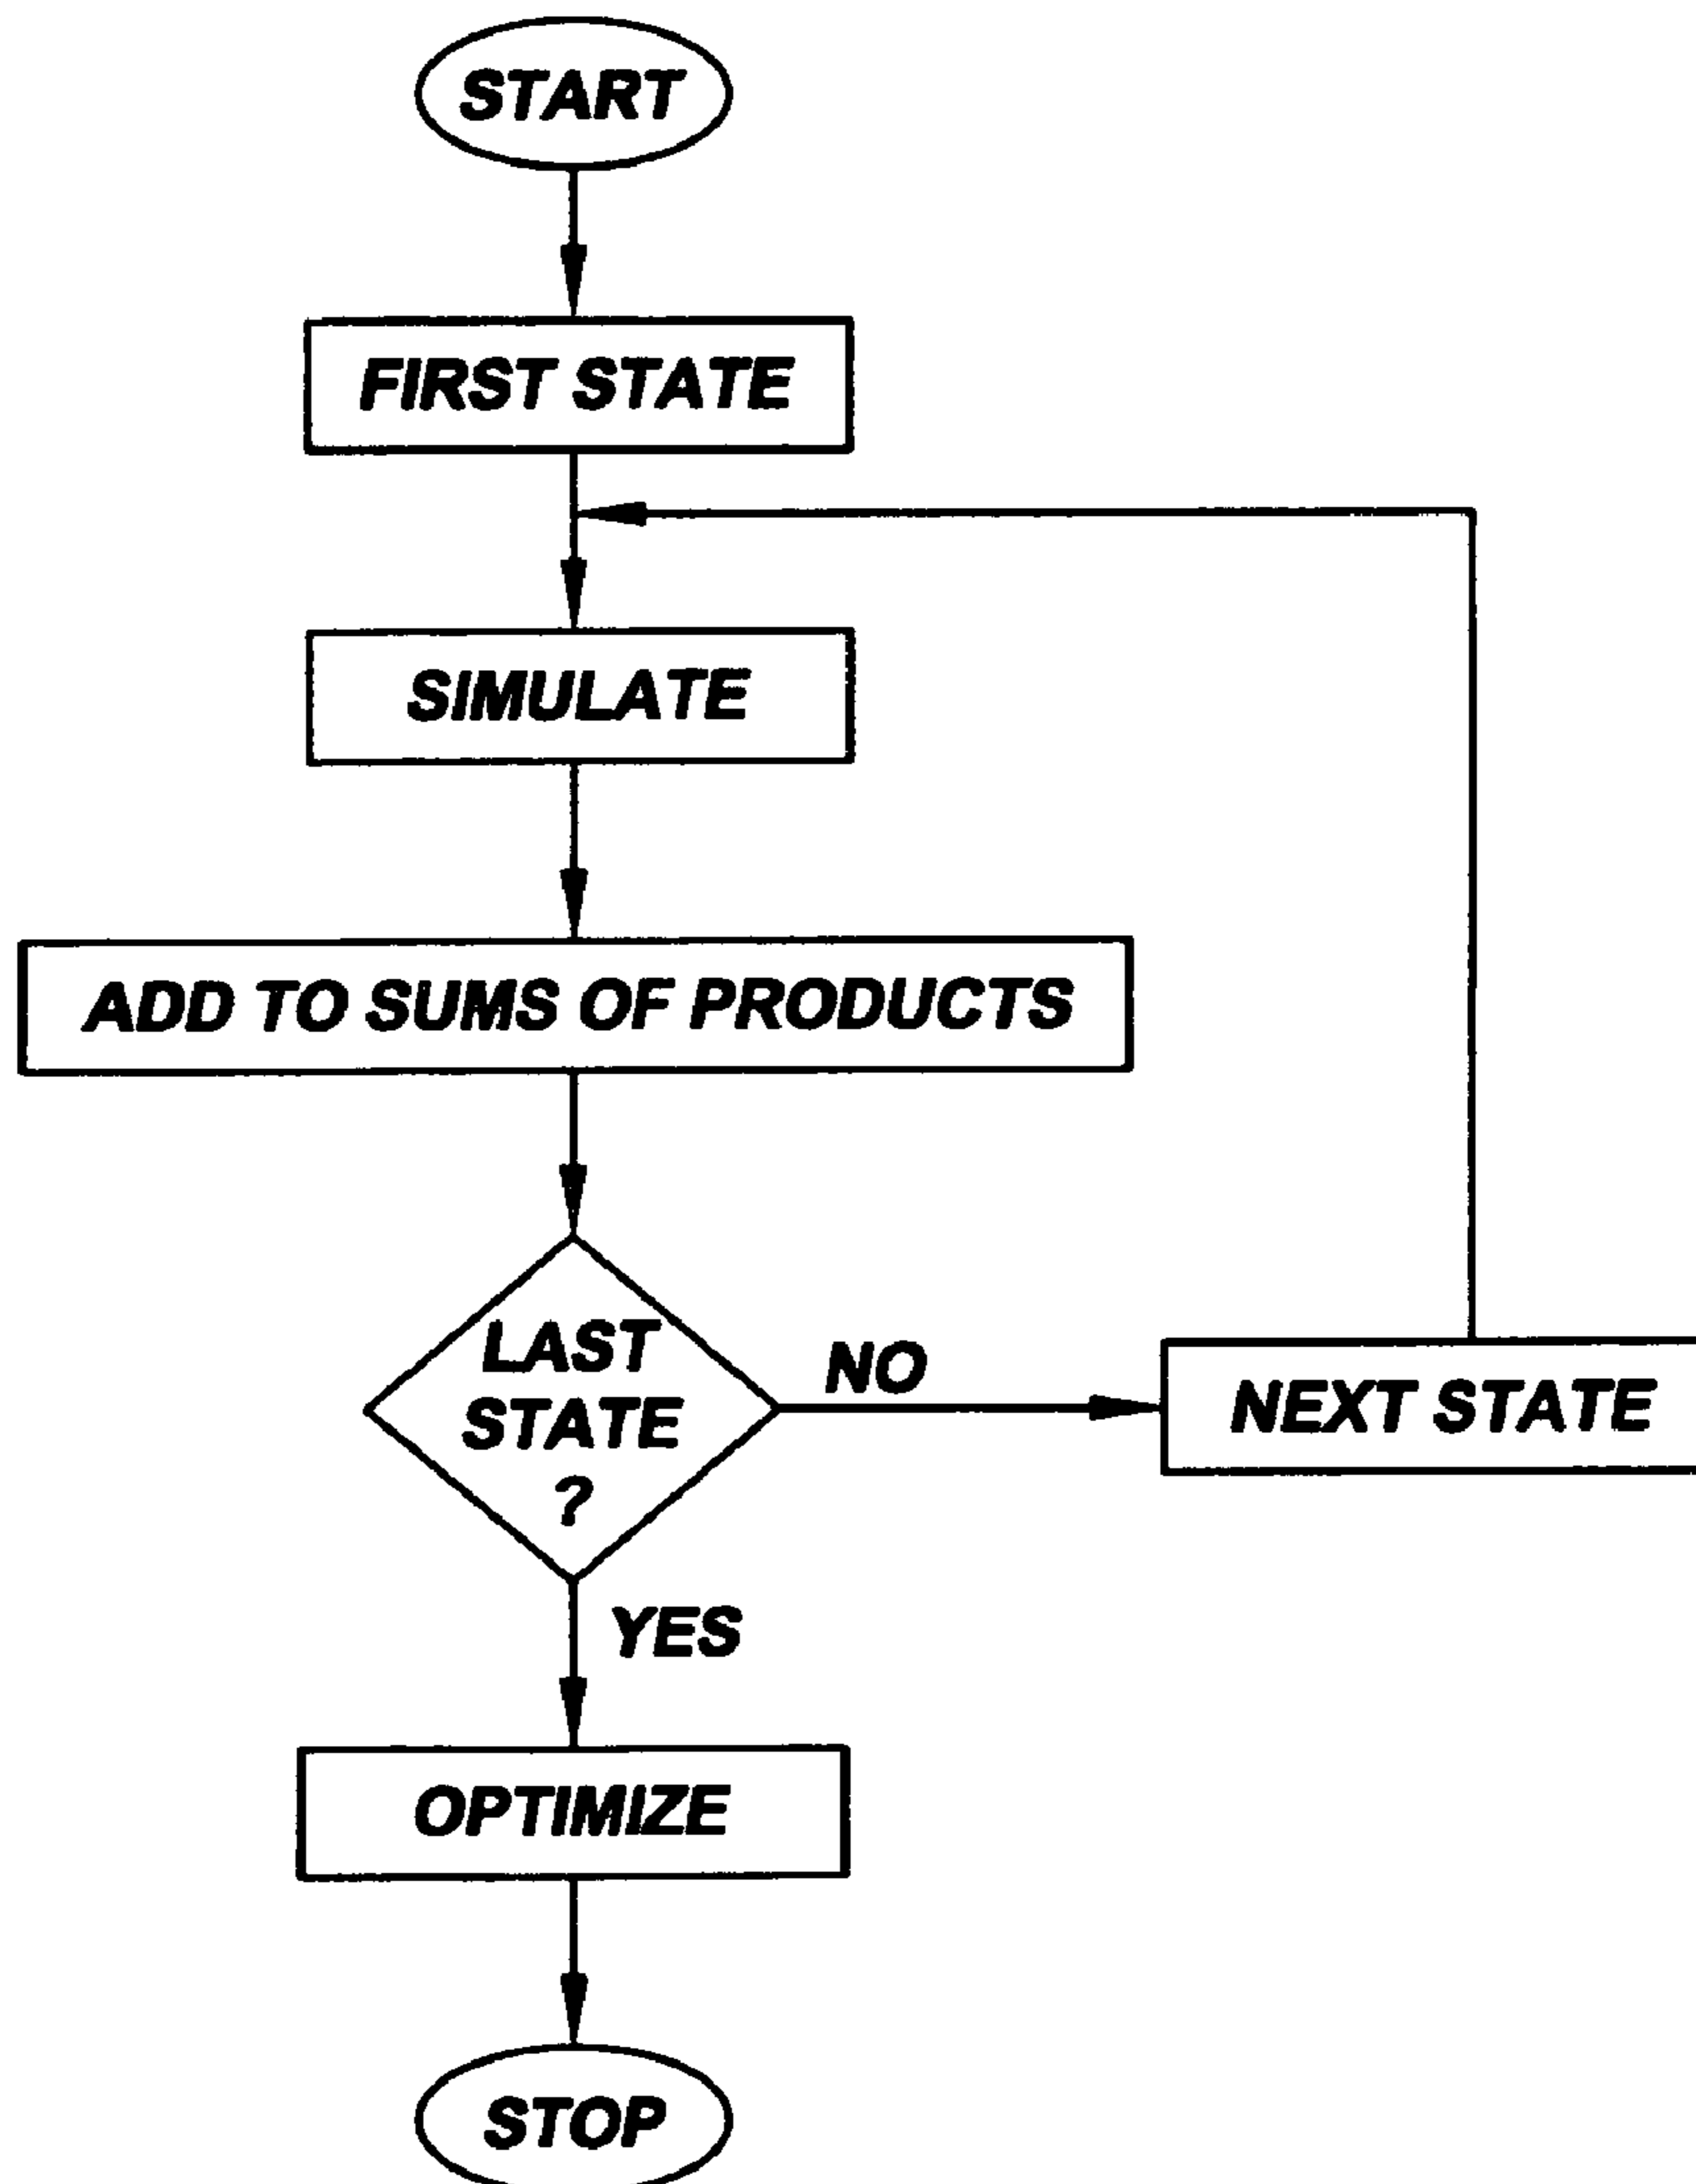 START
FIRST STATE
SIMULATE
ADD TO SUMS OF PRODUCTS
LAST
STATE
?
NO
NEXT STATE
YES
OPTIMIZE
STOP